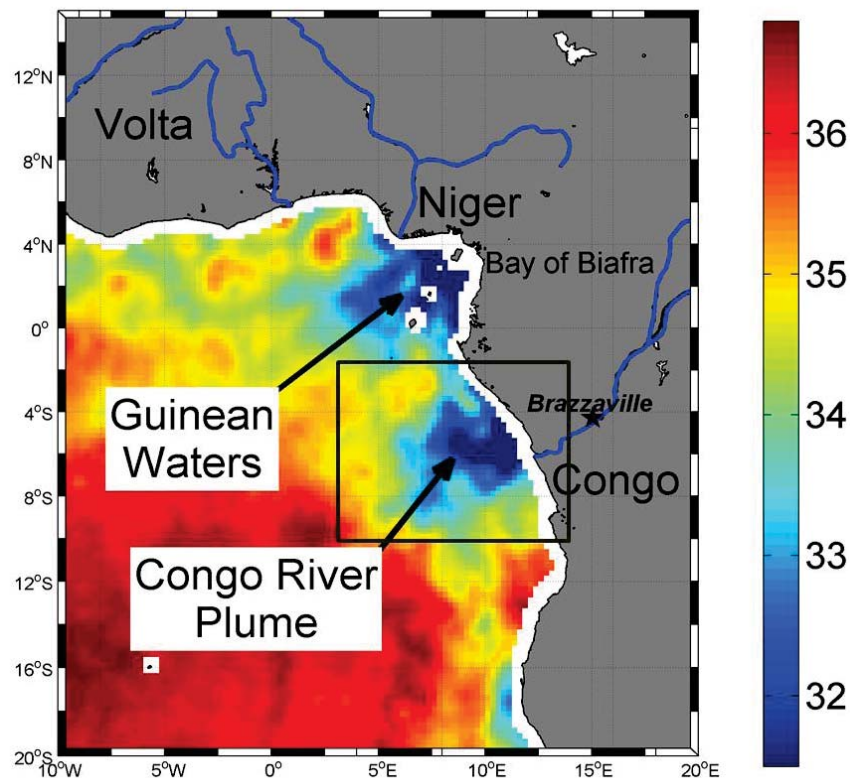 12°N
8°N
4°N
0°
4°S
8°S
12°S
16°S
20°S
10°W
5°W
0°
5°E
10°E
15°E
20°E
Volta
Niger
Bay of Biafra
Guinean
Waters
Brazzaville
Congo
Congo River
Plume
36
35
34
33
32